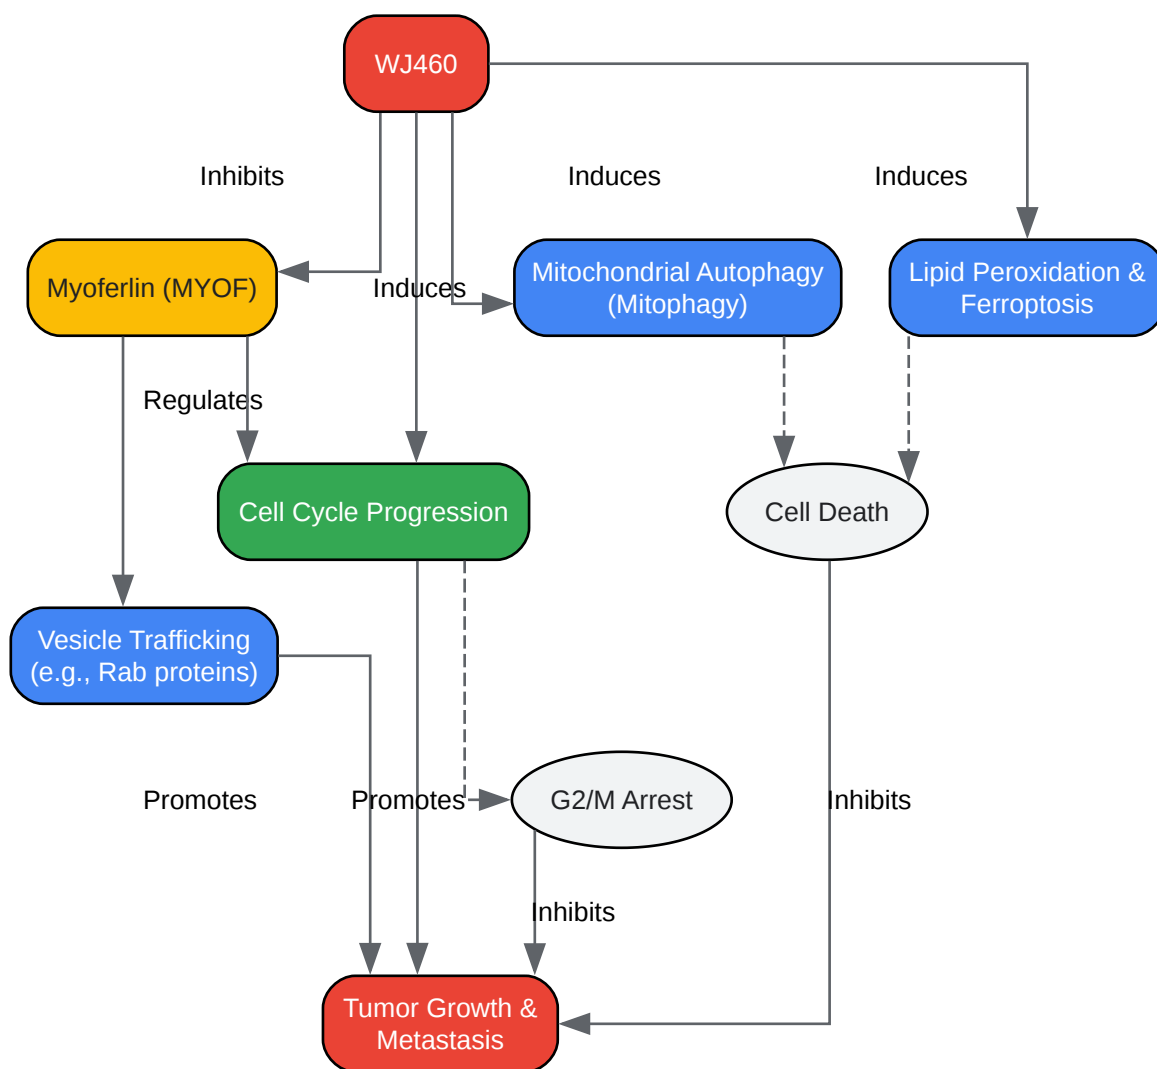 WJ460
Inhibits
Induces
Induces
Myoferlin (MYOF)
Induces
Mitochondrial Autophagy
(Mitophagy)
Lipid Peroxidation &
Ferroptosis
Regulates
Cell Cycle Progression
Cell Death
Vesicle Trafficking
(e.g., Rab proteins)
Promotes
Promotes
G2/M Arrest
Inhibits
Inhibits
Tumor Growth &
Metastasis